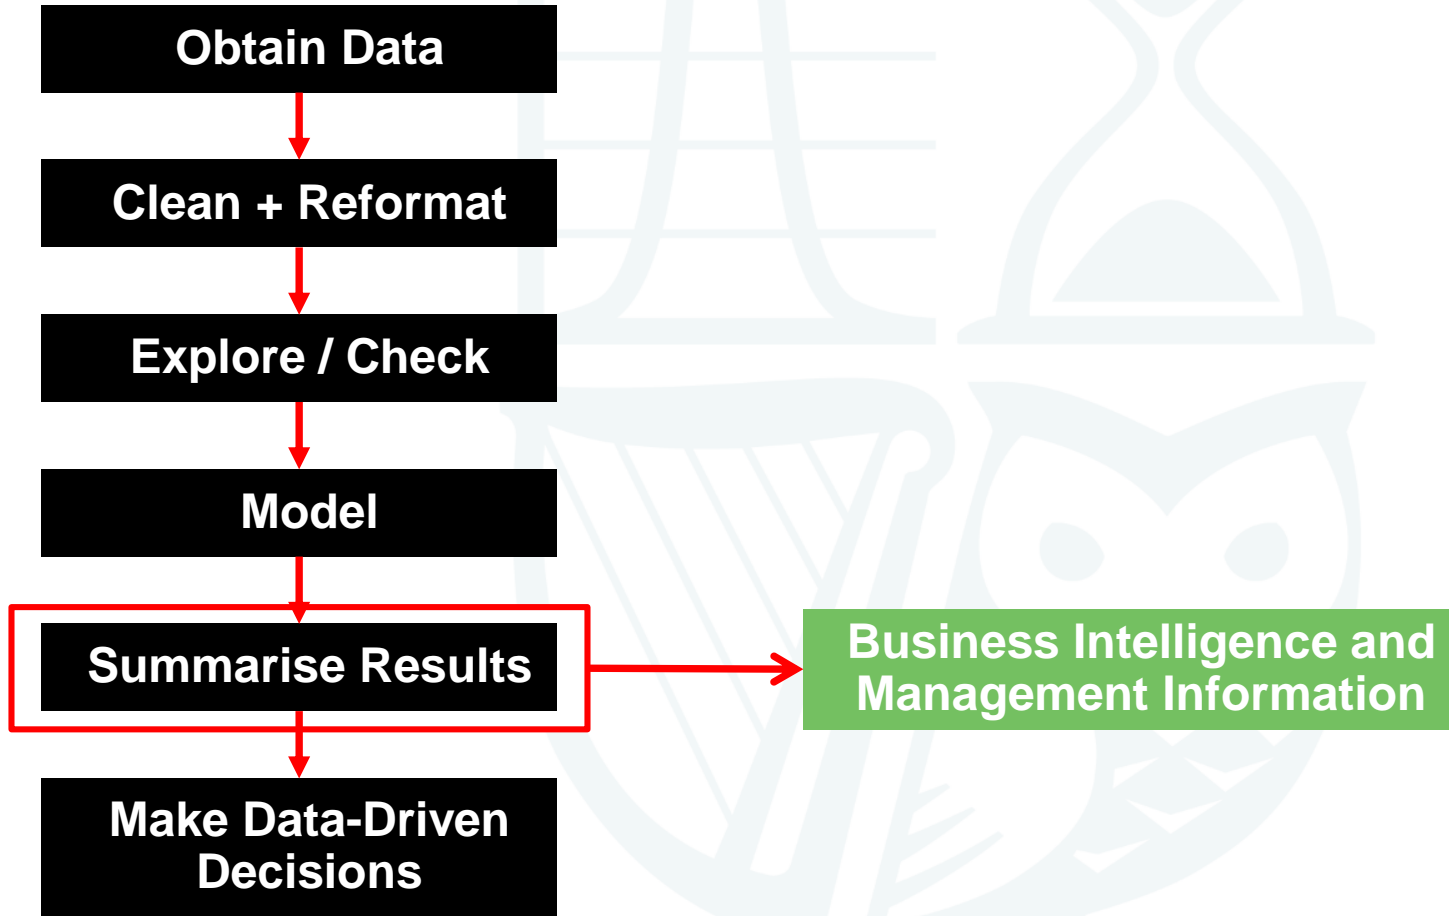 Obtain Data
Clean + Reformat
Explore / Check
Model
Summarise Results
Business Intelligence and
Management Information
Make Data-Driven
Decisions